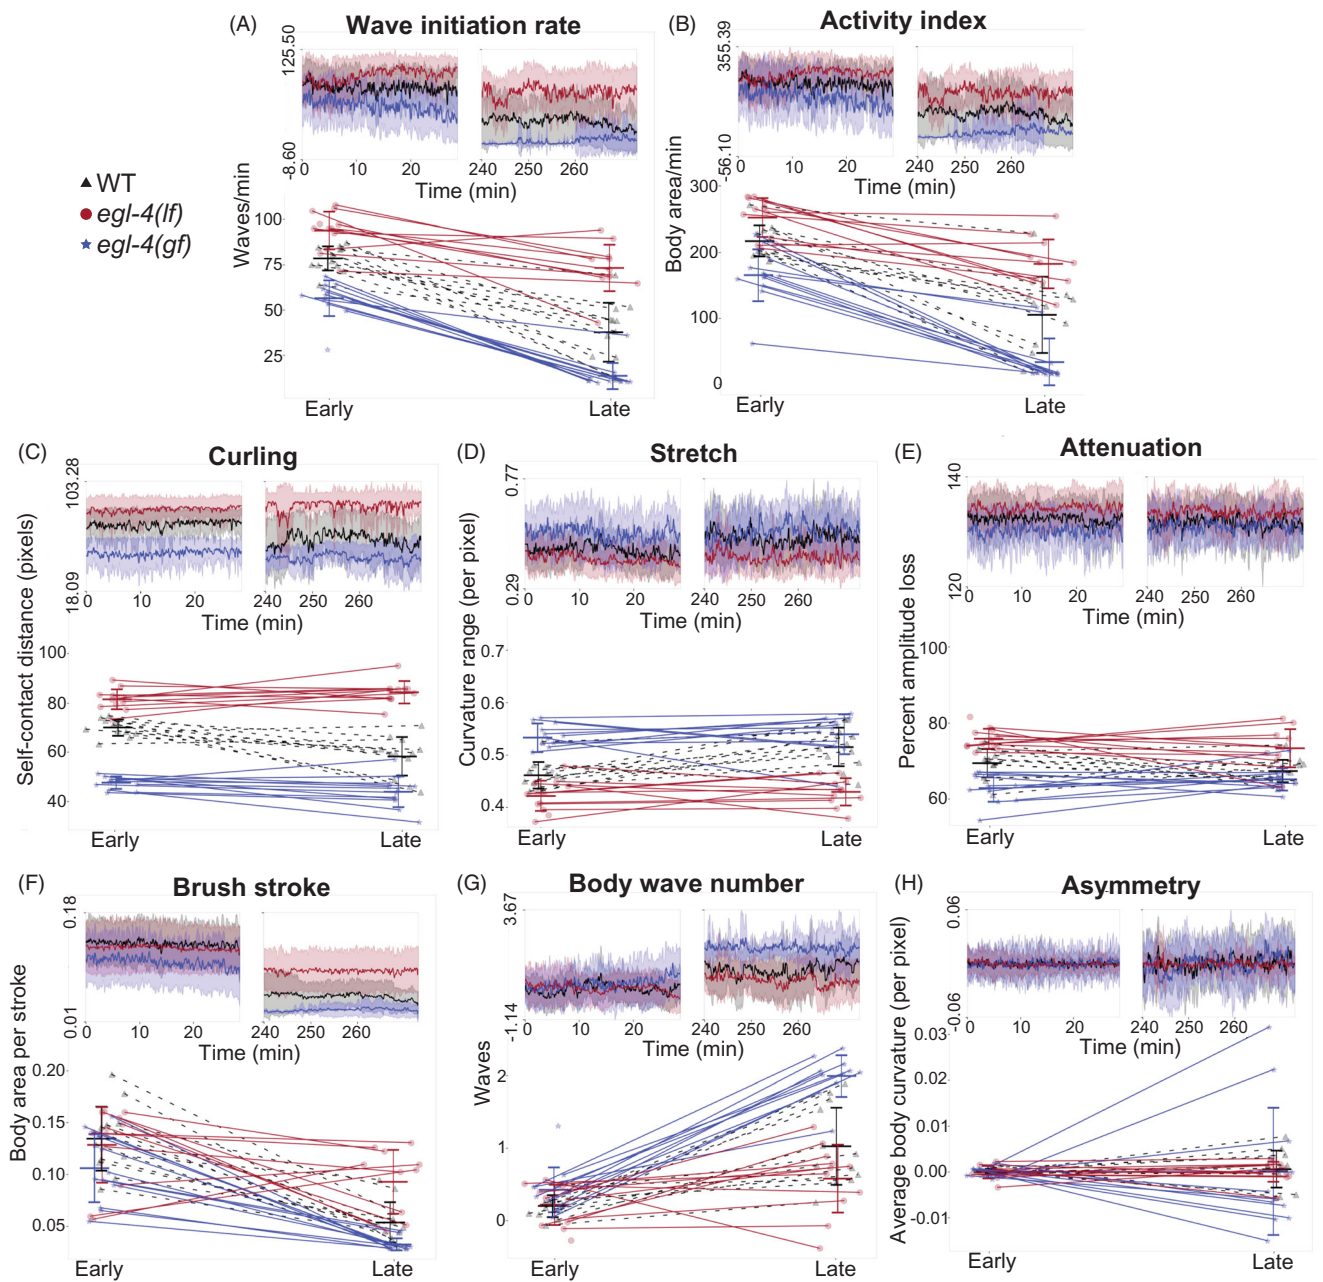 (A) Wave initiation rate
125.50
-8.60
0 10 20 240 250 260
Time (min)
Waves/min
100
75
50
25
Early Late
(B) Activity index
355.39
-56.10
0 10 20 240 250 260
Time (min)
Body area/min
300
200
100
0
Early Late
WT
egl-4(lf)
egl-4(gf)
(C) Curling
103.28
18.09
0 10 240 250 260
Time (min)
Self-contact distance (pixels)
100
80
60
40
Early Late
(D) Stretch
0.77
0.29
0 10 20 240 260
Time (min)
Curvature range (per pixel)
0.7
0.6
0.5
0.4
Early Late
(E) Attenuation
140
120
0 10 20 240 260
Time (min)
Percent amplitude loss
100
80
60
Early Late
(F) Brush stroke
0.18
0.01
0 10 240 260
Time (min)
Body area per stroke
0.20
0.15
0.10
0.05
Early Late
(G) Body wave number
3.67
-1.14
0 10 20 240 260
Time (min)
Waves
2
1
0
Early Late
(H) Asymmetry
0.06
-0.06
0 10 20 240 260
Time (min)
Average body curvature (per pixel)
0.03
0.02
0.01
0.00
-0.01
Early Late